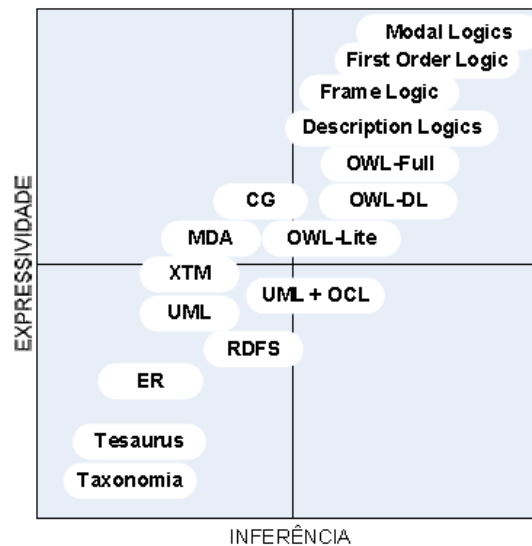 Modal Logics
First Order Logic
Frame Logic
Description Logics
OWL-Full
CG
OWL-DL
MDA
OWL-Lite
XTM
UML + OCL
UML
RDFS
ER
Tesaurus
Taxonomia
EXPRESSIVIDADE
INFERÊNCIA